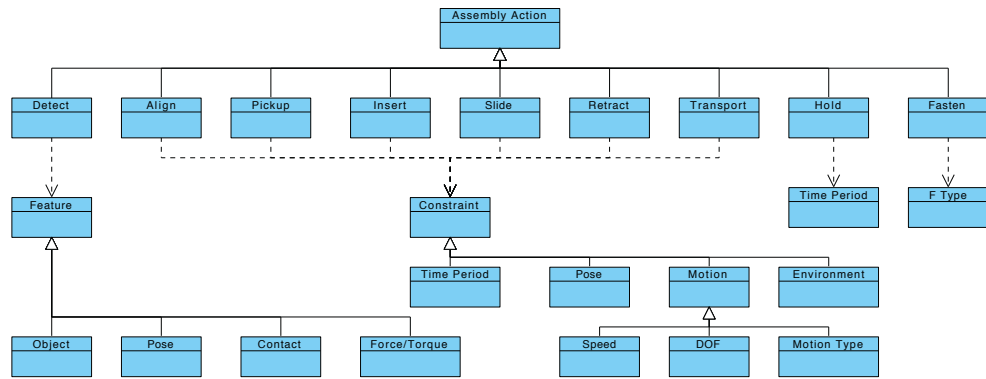 Assembly Action
Detect
Align
Pickup
Insert
Slide
Retract
Transport
Hold
Fasten
Feature
Constraint
Time Period
F Type
Time Period
Pose
Motion
Environment
Object
Pose
Contact
Force/Torque
Speed
DOF
Motion Type